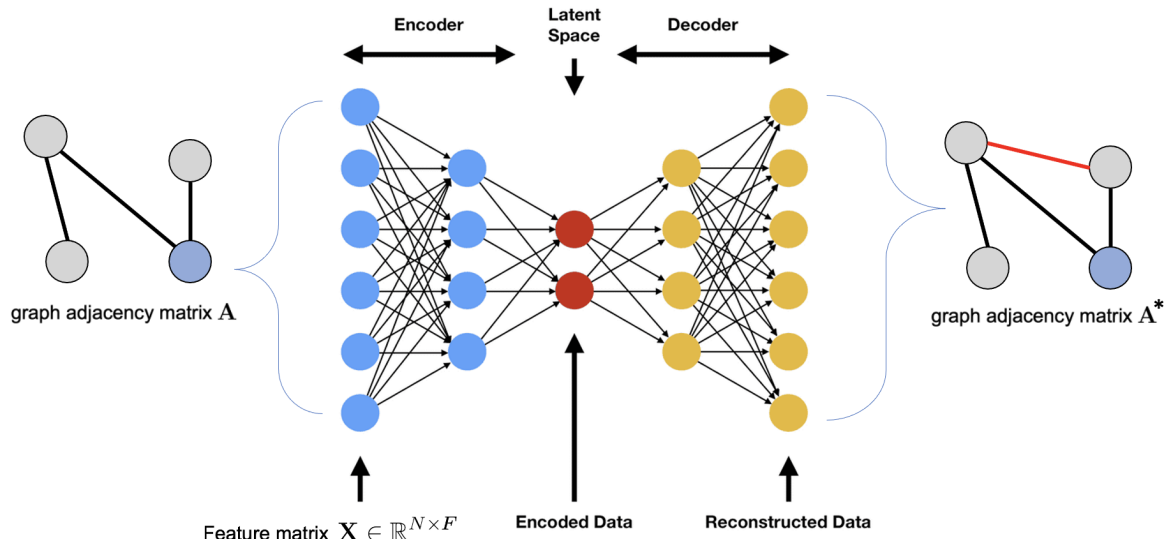 Encoder
Latent
Space
Decoder
graph adjacency matrix A
graph adjacency matrix A*
Feature matrix X ∈ ℝ^{N×F}
Encoded Data
Reconstructed Data